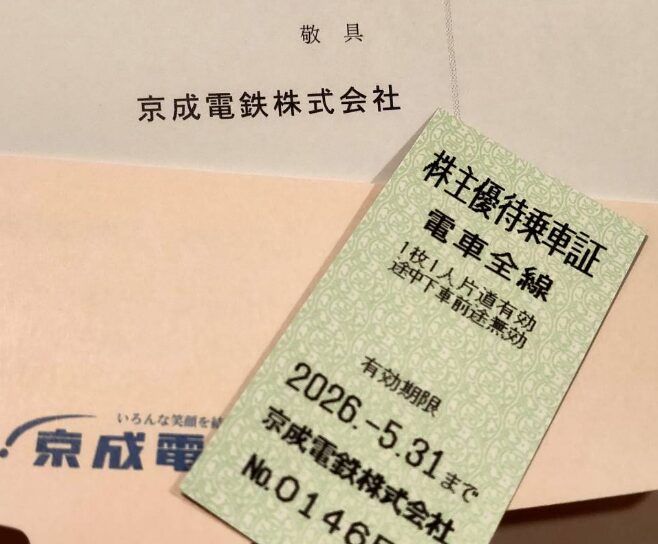 敬具
京成電鉄株式会社
株主優待乗車証
電車全線
1枚1人片道有効
途中下車前途無効
有効期限
2026.-5.31まで
京成電鉄株式会社
No.0146
いろんな笑顔を
京成電